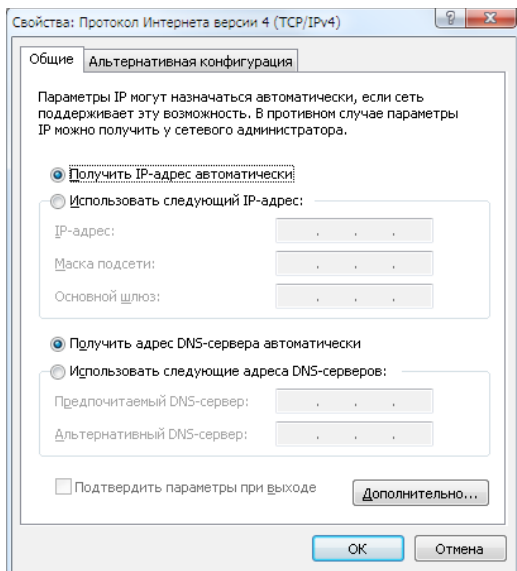 Свойства: Протокол Интернета версии 4 (TCP/IPv4)
Общие
Альтернативная конфигурация
Параметры IP могут назначаться автоматически, если сеть
поддерживает эту возможность. В противном случае параметры
IP можно получить у сетевого администратора.
Получить IP-адрес автоматически
Использовать следующий IP-адрес:
IP-адрес:
Маска подсети:
Основной шлюз:
Получить адрес DNS-сервера автоматически
Использовать следующие адреса DNS-серверов:
Предпочитаемый DNS-сервер:
Альтернативный DNS-сервер:
Подтвердить параметры при выходе
Дополнительно...
ОК
Отмена